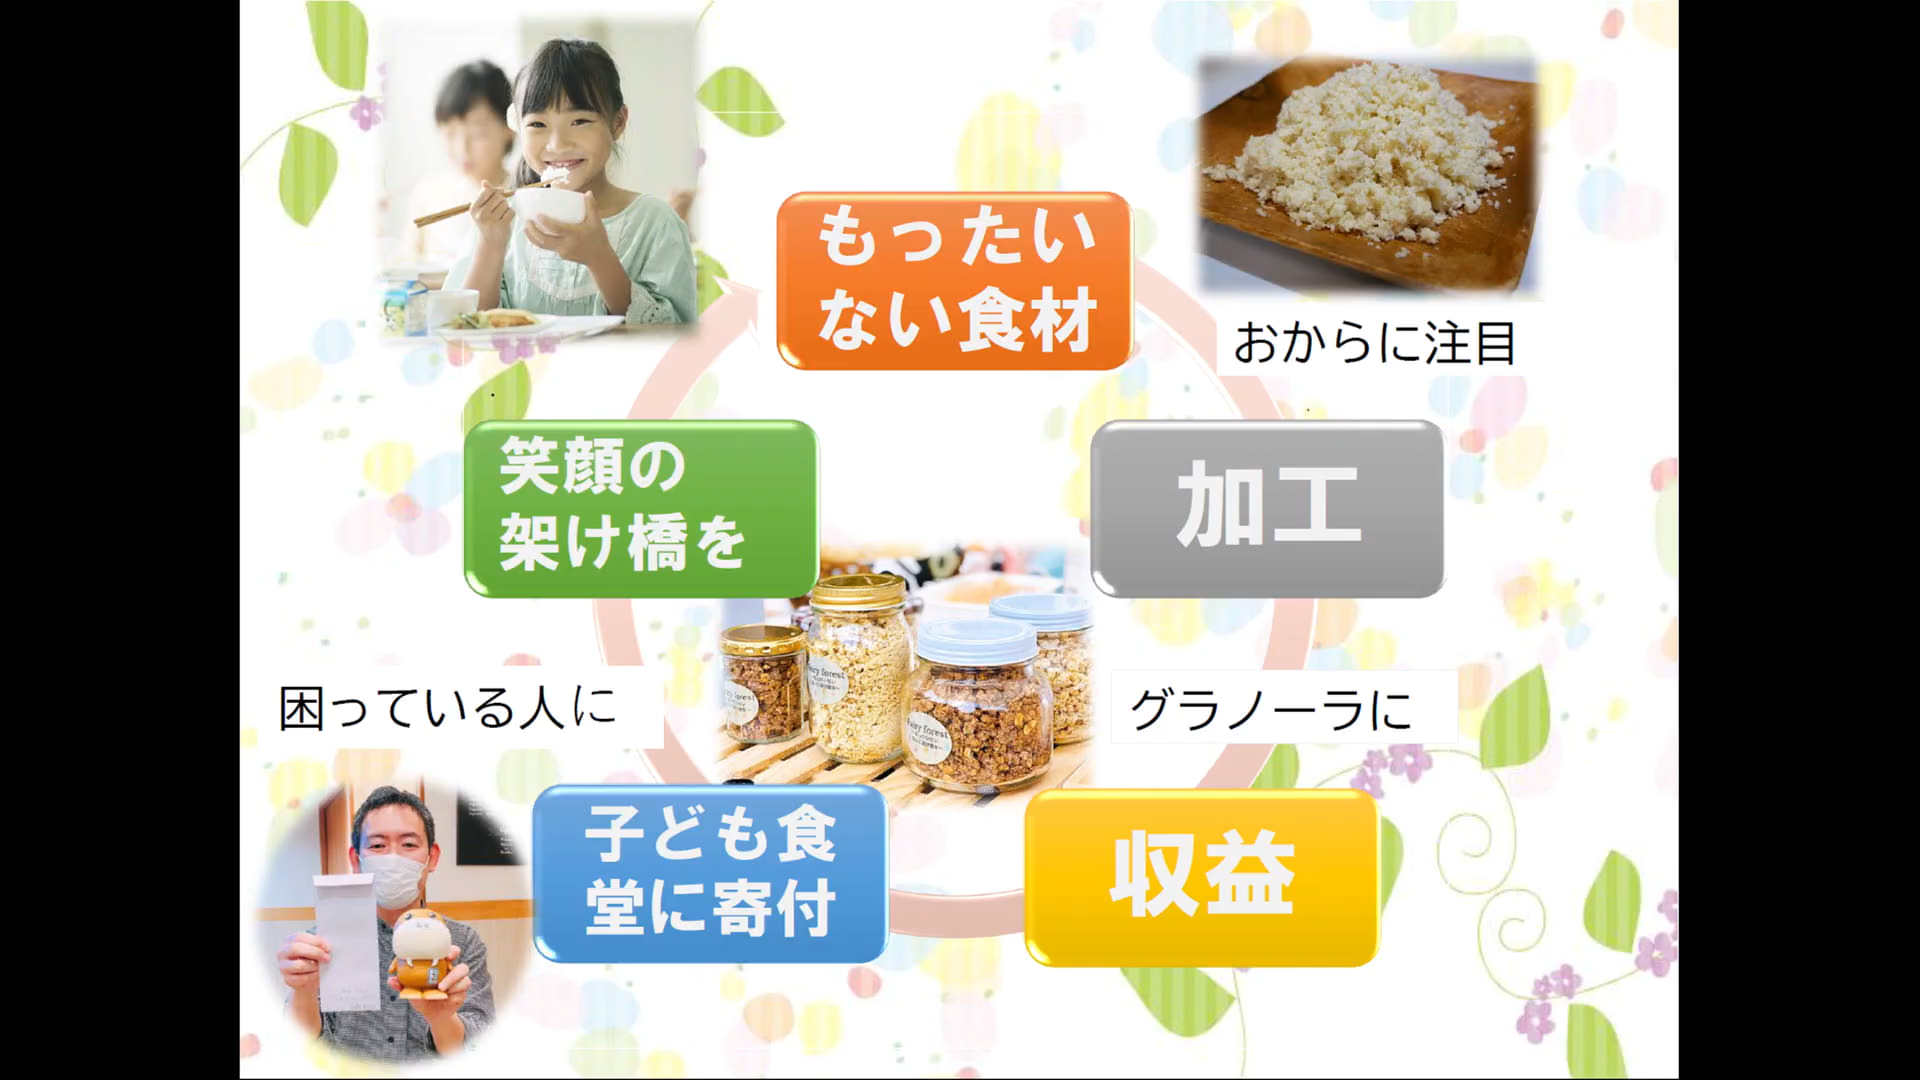 もったい
ない食材
おからに注目
笑顔の
架け橋を
加工
困っている人に
グラノーラに
子ども食
堂に寄付
収益
Fairy forest